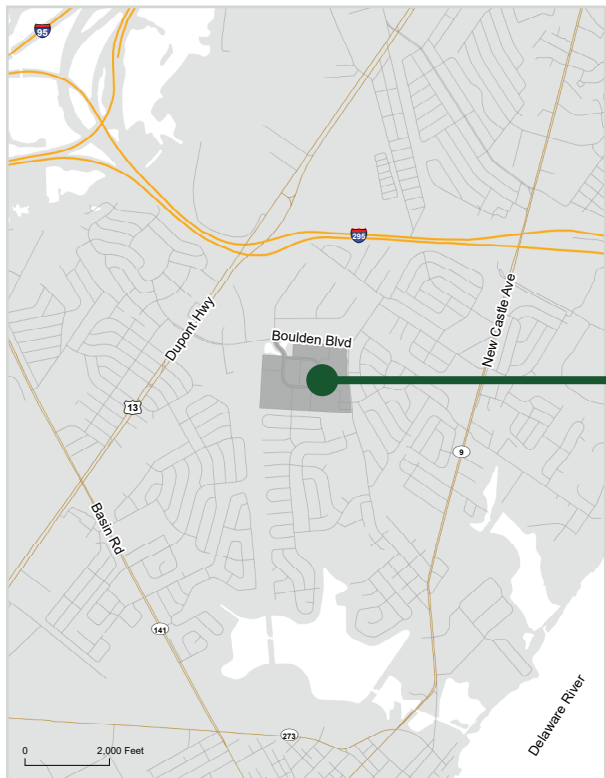 95
295
New Castle Ave
Boulden Blvd
Dupont Hwy
13
9
Basin Rd
141
Delaware River
273
0 2,000 Feet